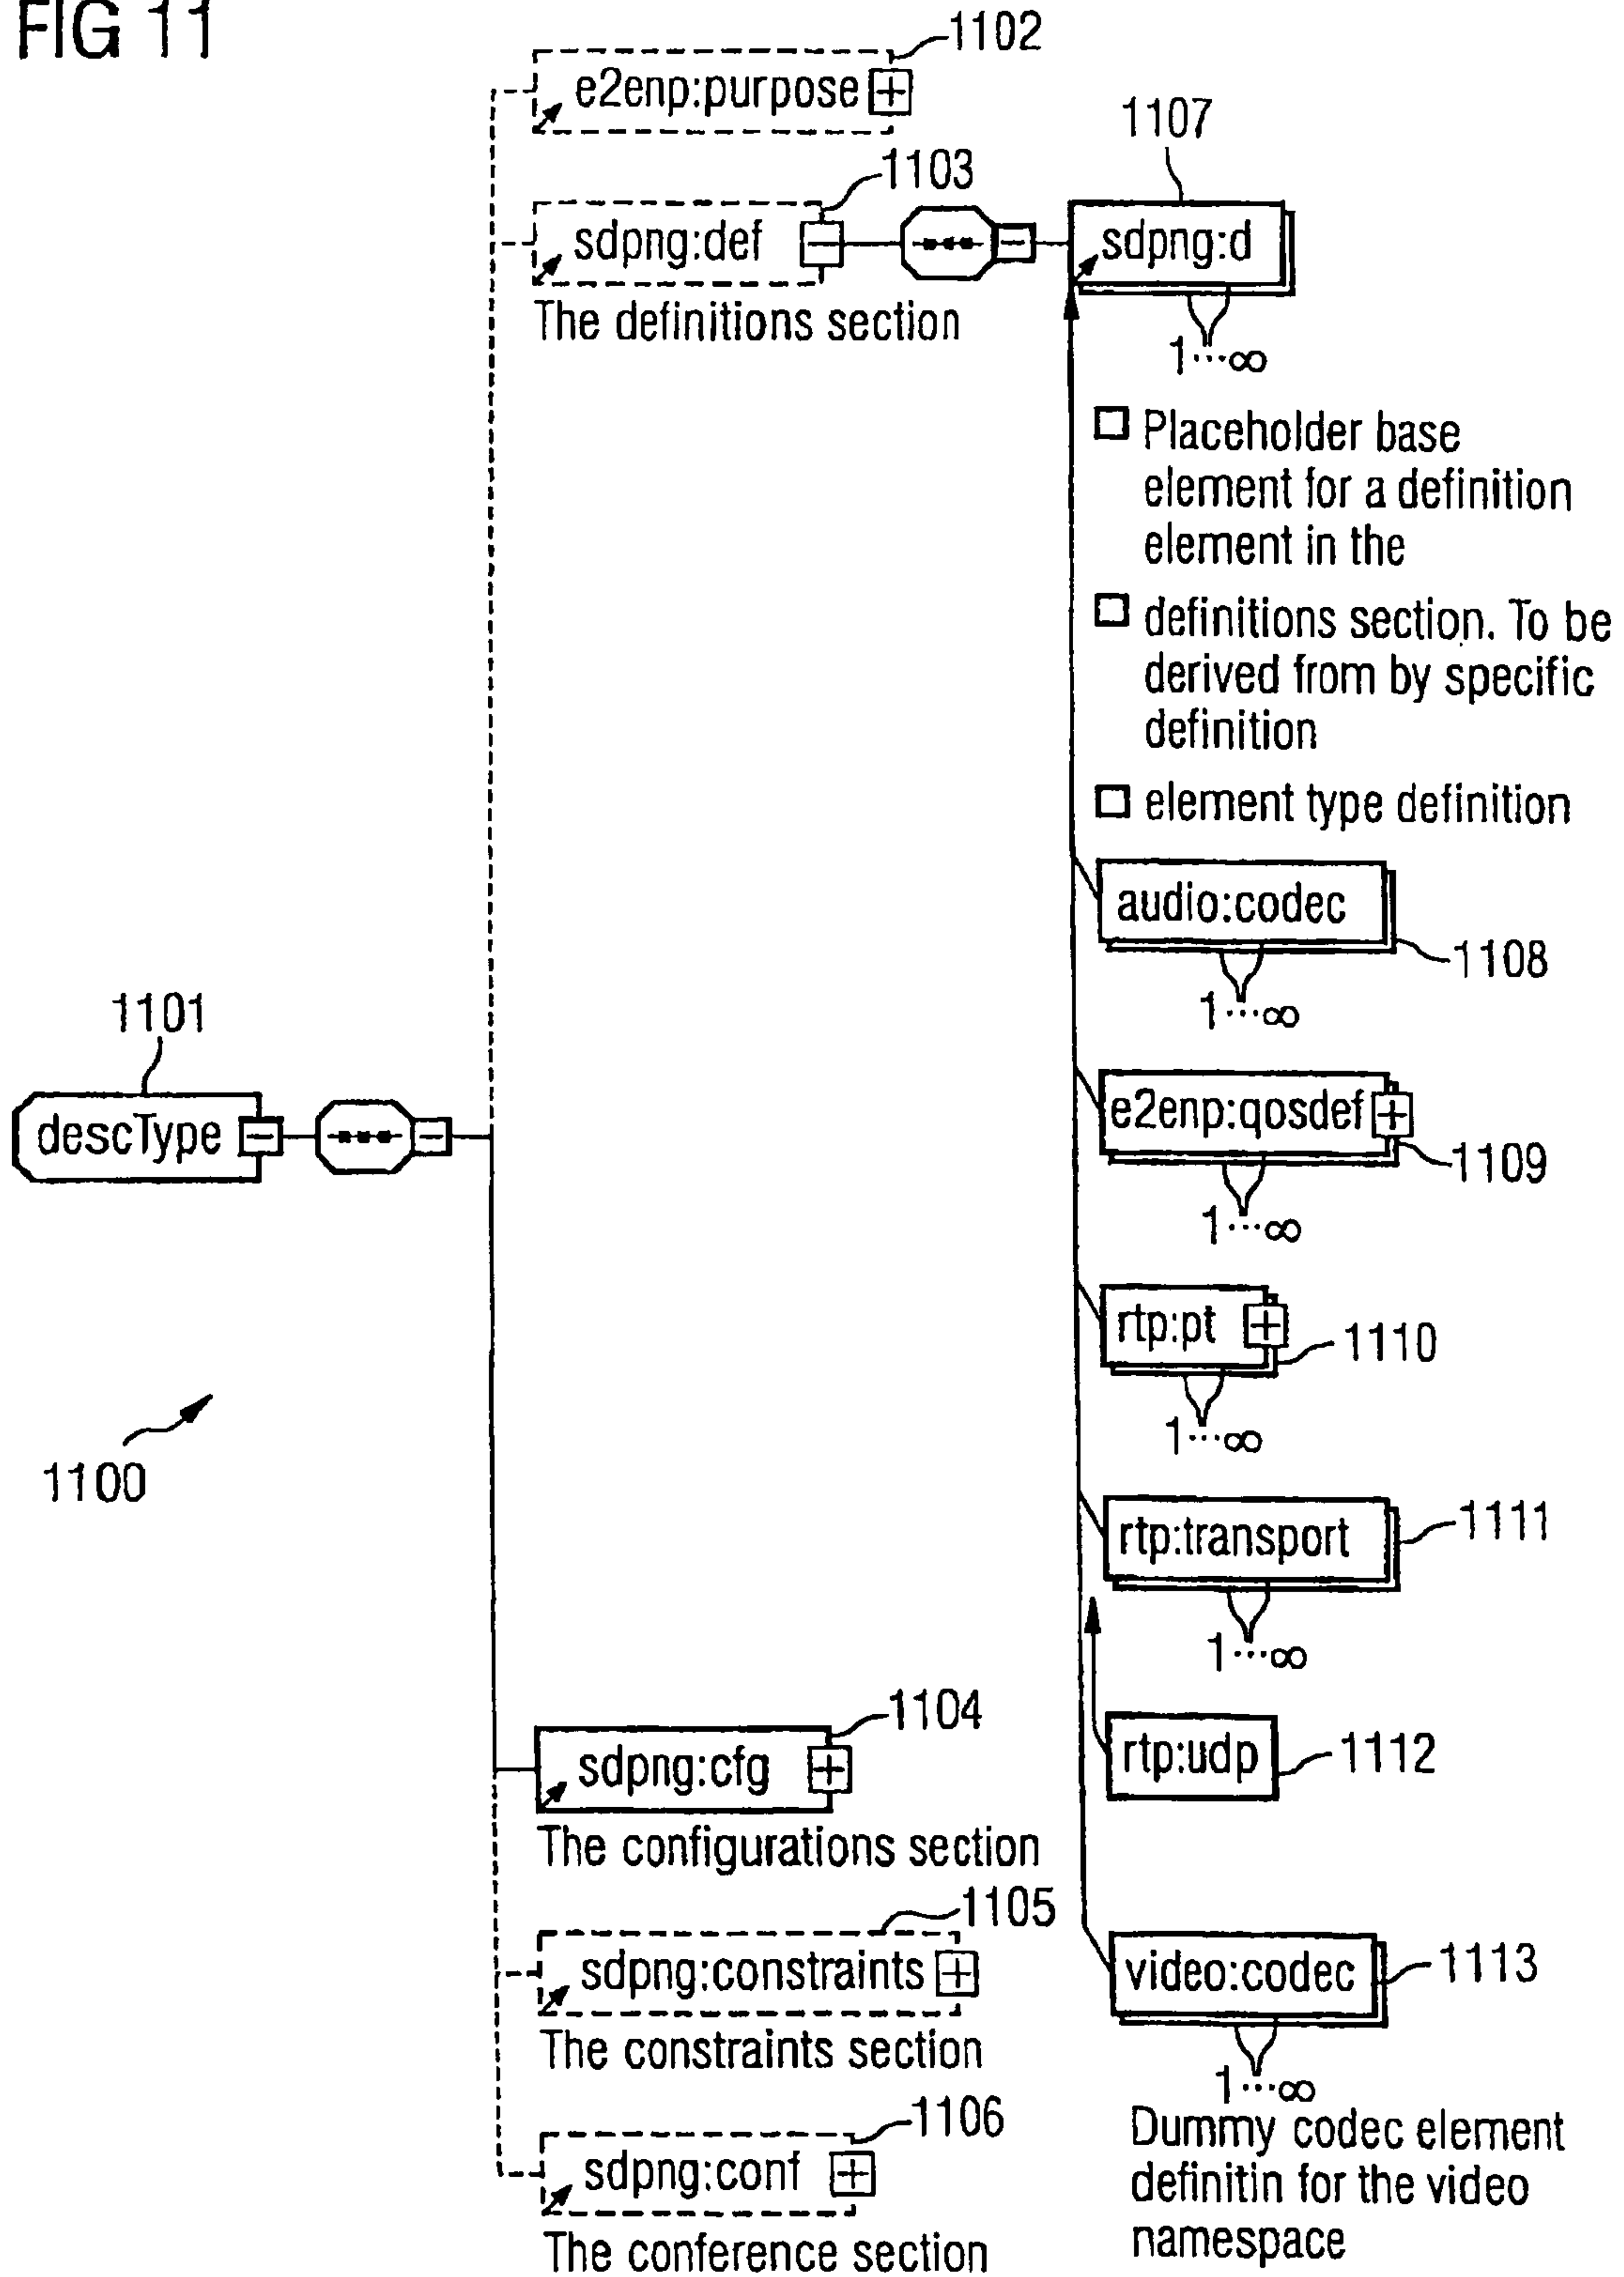 FIG 11
1102
e2enp:purpose
1103
sdpng:def
The definitions section
1107
sdpng:d
1···∞
Placeholder base
element for a definition
element in the
definitions section. To be
derived from by specific
definition
element type definition
audio:codec
1108
1···∞
1101
descType
e2enp:qosdef
1109
1···∞
rtp:pt
1110
1···∞
1100
rtp:transport
1111
1···∞
1104
sdpng:cfg
The configurations section
rtp:udp
1112
1105
sdpng:constraints
The constraints section
video:codec
1113
1···∞
Dummy codec element
definitin for the video
namespace
1106
sdpng:conf
The conference section